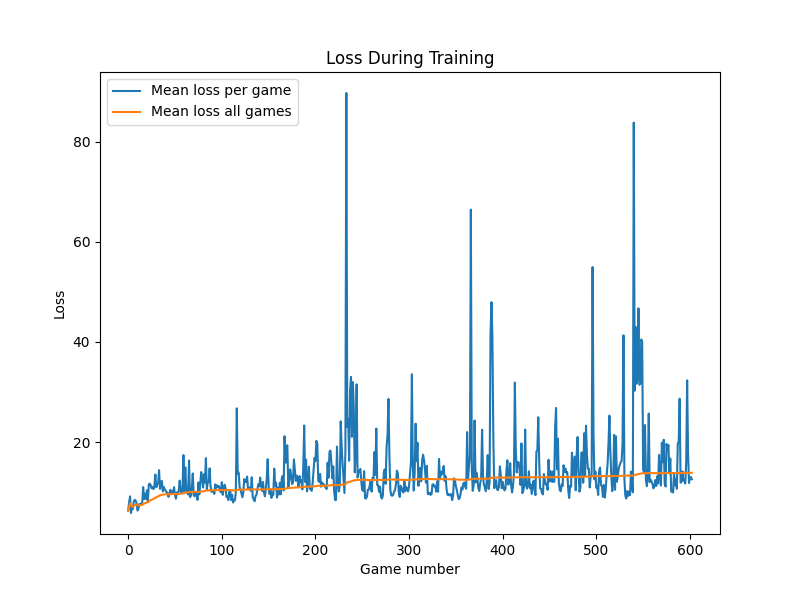 Loss During Training
Mean loss per game
Mean loss all games
80
60
40
20
Loss
0 100 200 300 400 500 600
Game number